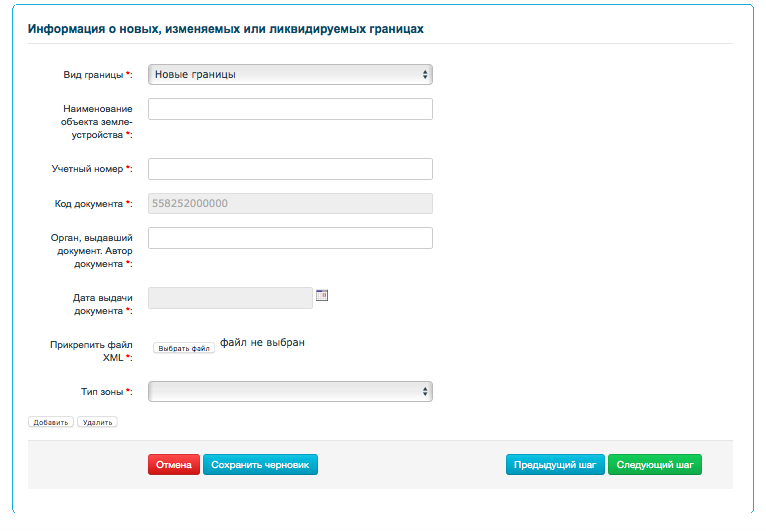 Информация о новых, изменяемых или ликвидируемых границах
Вид границы *:
Новые границы
Наименование
объекта земле-
устройства *:
Учетный номер *:
Код документа *:
558252000000
Орган, выдавший
документ. Автор
документа *:
Дата выдачи
документа *:
Прикрепить файл
XML *:
Выбрать файл файл не выбран
Тип зоны *:
Добавить Удалить
Отмена Сохранить черновик Предыдущий шаг Следующий шаг